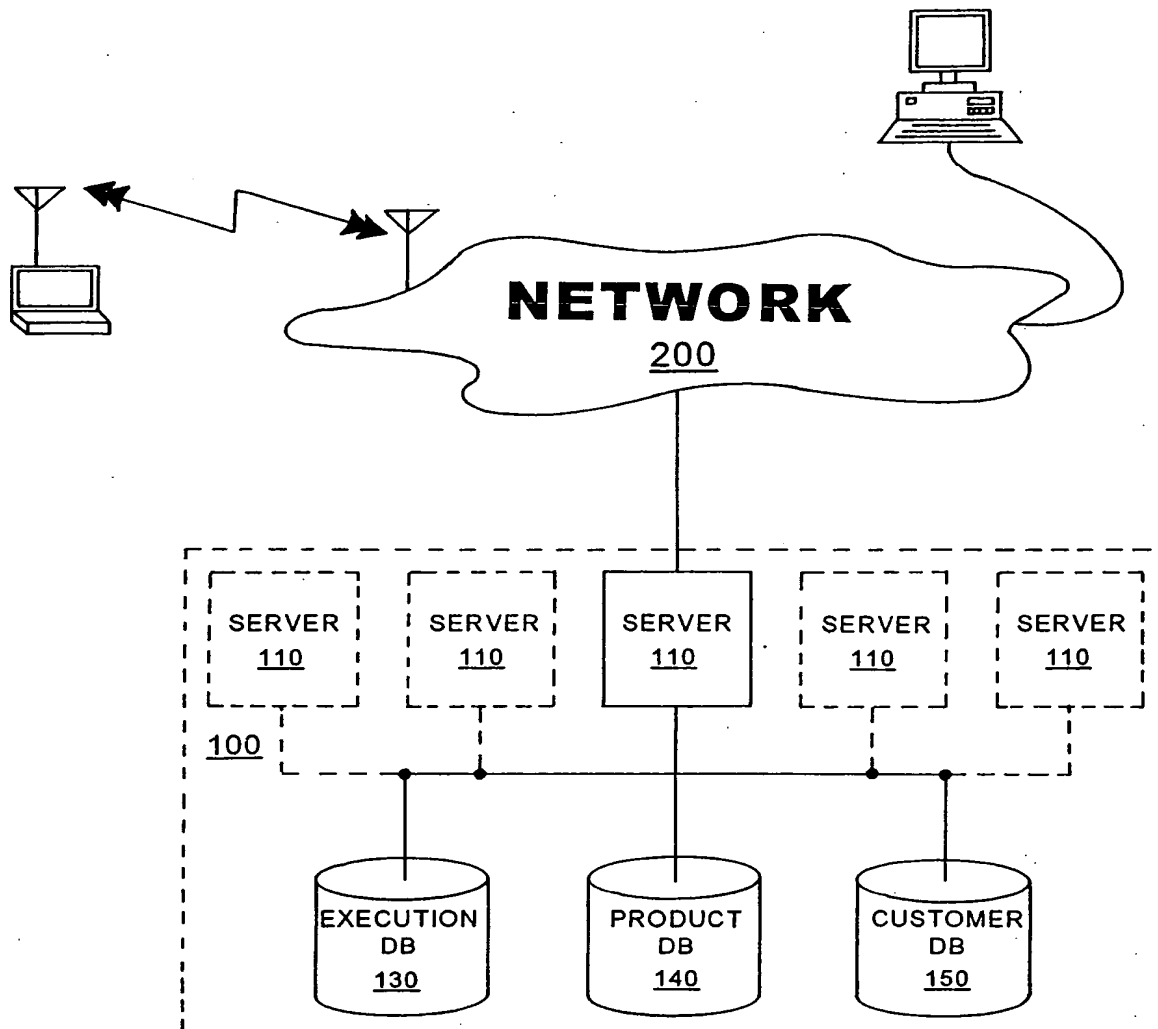 NETWORK
200
SERVER
110
SERVER
110
SERVER
110
SERVER
110
SERVER
110
100
EXECUTION
DB
130
PRODUCT
DB
140
CUSTOMER
DB
150